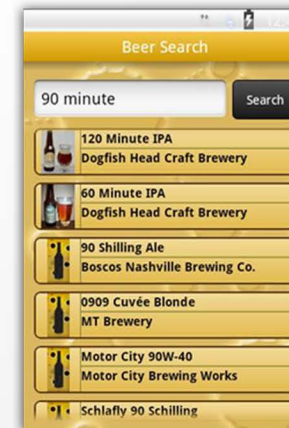 Beer Search
90 minute
Search
120 Minute IPA
Dogfish Head Craft Brewery
60 Minute IPA
Dogfish Head Craft Brewery
90 Shilling Ale
Boscos Nashville Brewing Co.
0909 Cuvée Blonde
MT Brewery
Motor City 90W-40
Motor City Brewing Works
Schlafly 90 Schilling